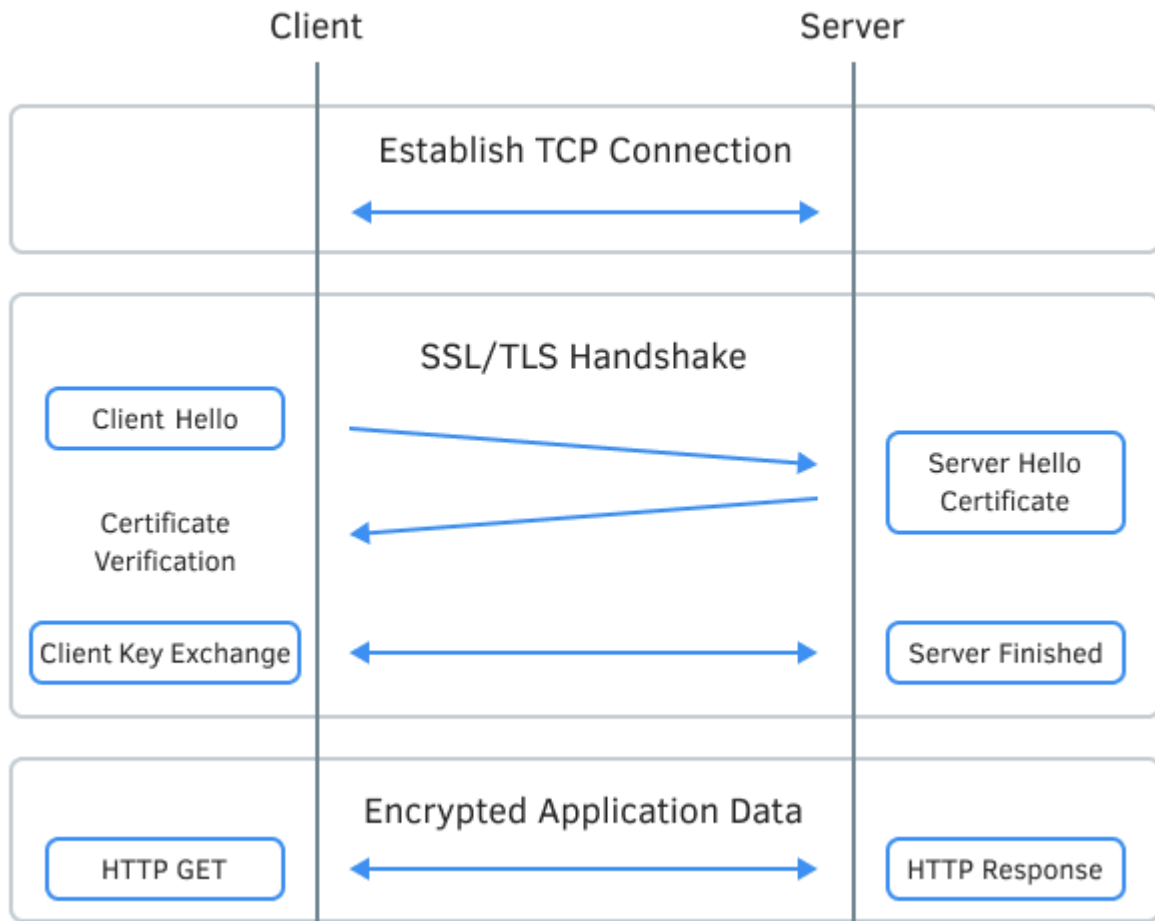 Client
Server
Establish TCP Connection
SSL/TLS Handshake
Client Hello
Server Hello
Certificate
Certificate
Verification
Client Key Exchange
Server Finished
Encrypted Application Data
HTTP GET
HTTP Response